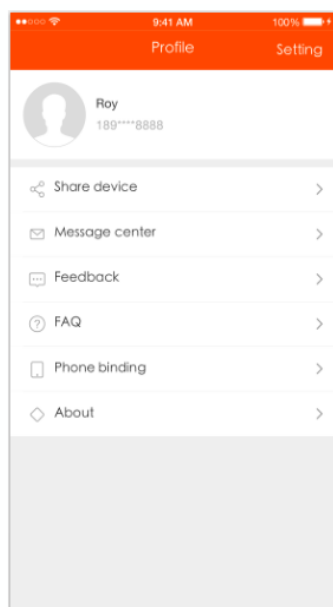 9:41 AM
100%
Profile
Setting
Roy
189****8888
Share device
Message center
Feedback
FAQ
Phone binding
About